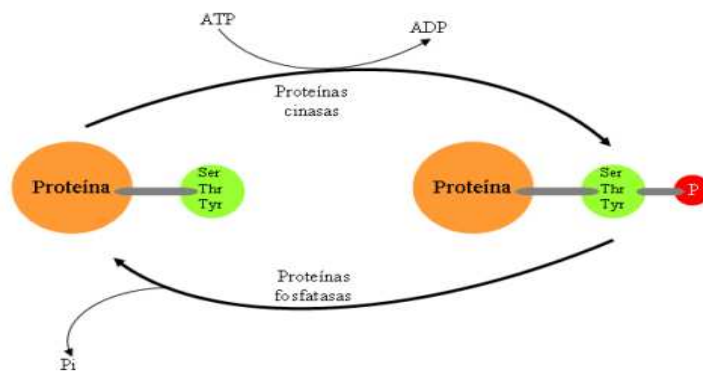 ATP
ADP
Proteínas
cinasas
Proteína
Ser
Thr
Tyr
Proteína
Ser
Thr
Tyr
P
Proteínas
fosfatasas
Pi